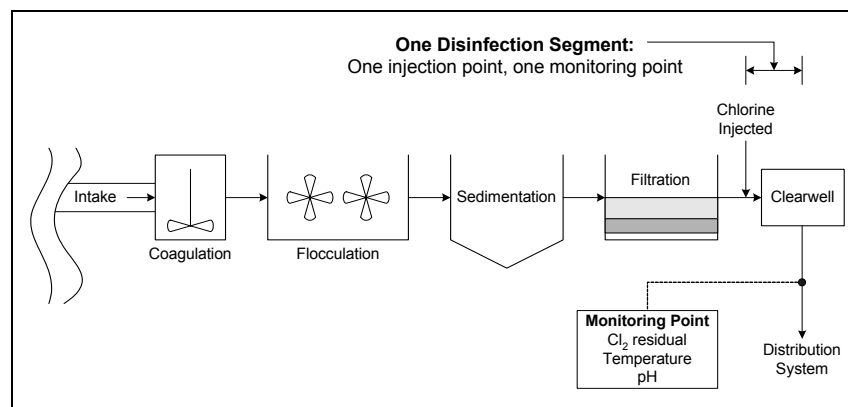 One Disinfection Segment:
One injection point, one monitoring point
Chlorine
Injected
Intake
Sedimentation
Filtration
Clearwell
Coagulation
Flocculation
Monitoring Point
Cl₂ residual
Temperature
pH
Distribution
System